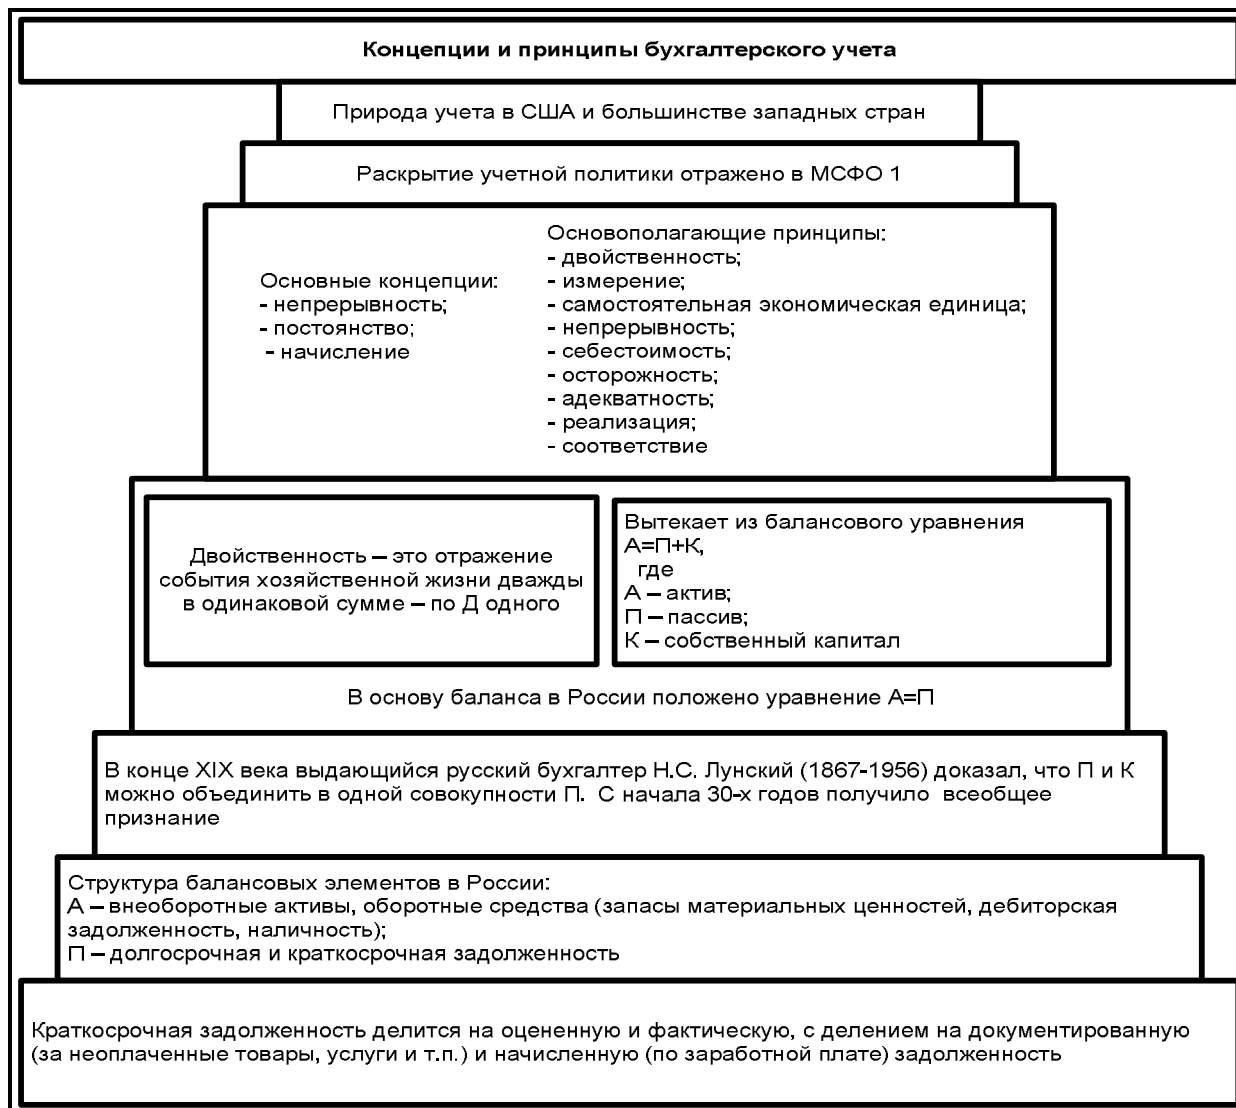 Концепции и принципы бухгалтерского учета
Природа учета в США и большинстве западных стран
Раскрытие учетной политики отражено в МСФО 1
Основные концепции:
- непрерывность;
- постоянство;
- начисление
Основополагающие принципы:
- двойственность;
- измерение;
- самостоятельная экономическая единица;
- непрерывность;
- себестоимость;
- осторожность;
- адекватность;
- реализация;
- соответствие
Двойственность – это отражение
события хозяйственной жизни дважды
в одинаковой сумме – по Д одного
Вытекает из балансового уравнения
А=П+К,
где
А – актив;
П – пассив;
К – собственный капитал
В основу баланса в России положено уравнение А=П
В конце XIX века выдающийся русский бухгалтер Н.С. Лунский (1867-1956) доказал, что П и К
можно объединить в одной совокупности П. С начала 30-х годов получило всеобщее
признание
Структура балансовых элементов в России:
А – внеоборотные активы, оборотные средства (запасы материальных ценностей, дебиторская
задолженность, наличность);
П – долгосрочная и краткосрочная задолженность
Краткосрочная задолженность делится на оцененную и фактическую, с делением на документированную
(за неоплаченные товары, услуги и т.п.) и начисленную (по заработной плате) задолженность